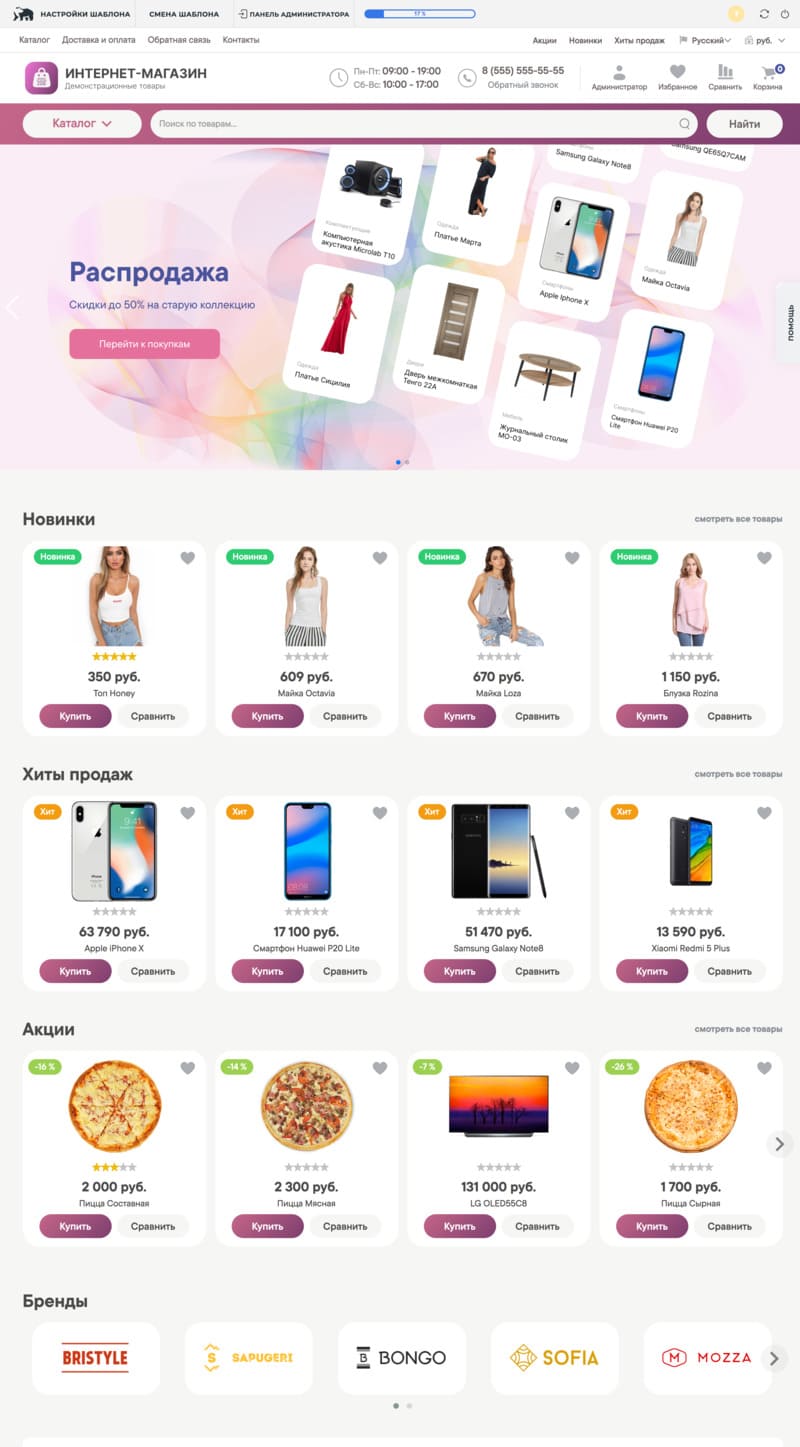 НАСТРОЙКИ ШАБЛОНА СМЕНА ШАБЛОНА ПАНЕЛЬ АДМИНИСТРАТОРА 17 %
Каталог Доставка и оплата Обратная связь Контакты Акции Новинки Хиты продаж Русский руб.
ИНТЕРНЕТ-МАГАЗИН
Демонстрационные товары
Пн-Пт: 09:00 - 19:00
Сб-Вс: 10:00 - 17:00
8 (555) 555-55-55
Обратный звонок
Администратор Избранное Сравнить 0 Корзина
Каталог Поиск по товарам... Найти
Samsung Galaxy Note8
Samsung QE65Q7CAM
Комплектующие
Компьютерная
акустика Microlab T10
Одежда
Платье Марта
Смартфоны
Apple Iphone X
Одежда
Майка Octavia
Распродажа
Скидки до 50% на старую коллекцию
Перейти к покупкам
Одежда
Платье Сицилия
Двери
Дверь межкомнатная
Тенго 22А
Мебель
Журнальный столик
МО-03
Смартфоны
Смартфон Huawei P20
Lite
ПОМОЩЬ
Новинки смотреть все товары
Новинка Новинка Новинка Новинка
350 руб. 609 руб. 670 руб. 1 150 руб.
Топ Honey Майка Octavia Майка Loza Блузка Rozina
Купить Сравнить Купить Сравнить Купить Сравнить Купить Сравнить
Хиты продаж смотреть все товары
Хит Хит Хит Хит
63 790 руб. 17 100 руб. 51 470 руб. 13 590 руб.
Apple iPhone X Смартфон Huawei P20 Lite Samsung Galaxy Note8 Xiaomi Redmi 5 Plus
Купить Сравнить Купить Сравнить Купить Сравнить Купить Сравнить
Акции смотреть все товары
-16 % -14 % -7 % -26 %
2 000 руб. 2 300 руб. 131 000 руб. 1 700 руб.
Пицца Составная Пицца Мясная LG OLED55C8 Пицца Сырная
Купить Сравнить Купить Сравнить Купить Сравнить Купить Сравнить
Бренды
BRISTYLE S SAPUGERI B BONGO SOFIA M MOZZA